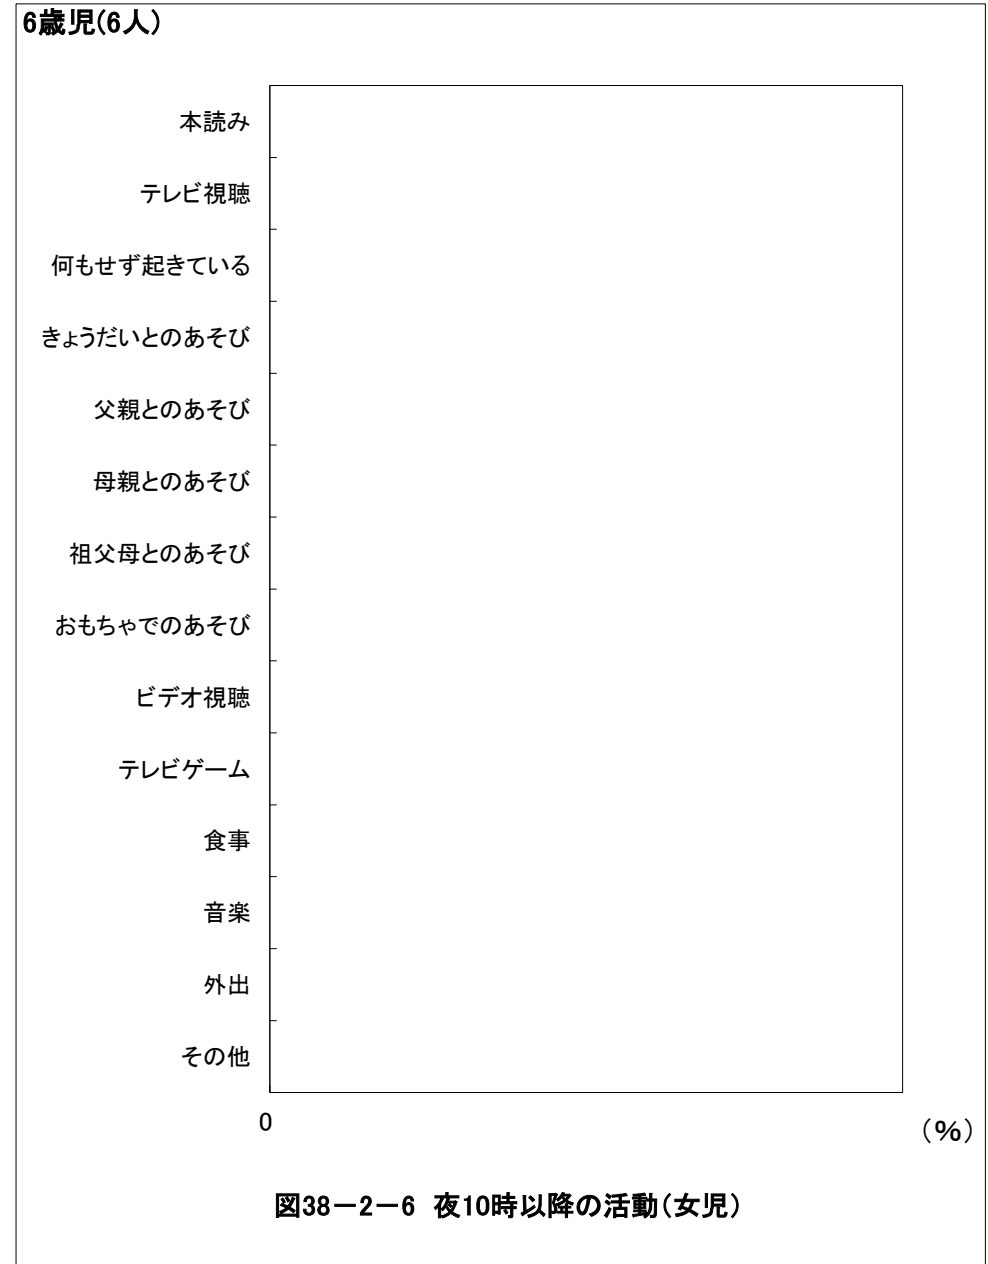 6歳児(6人)
本読み
テレビ視聴
何もせず起きている
きょうだいとのあそび
父親とのあそび
母親とのあそび
祖父母とのあそび
おもちゃでのあそび
ビデオ視聴
テレビゲーム
食事
音楽
外出
その他
0
(%)
図38－2－6 夜10時以降の活動(女児)